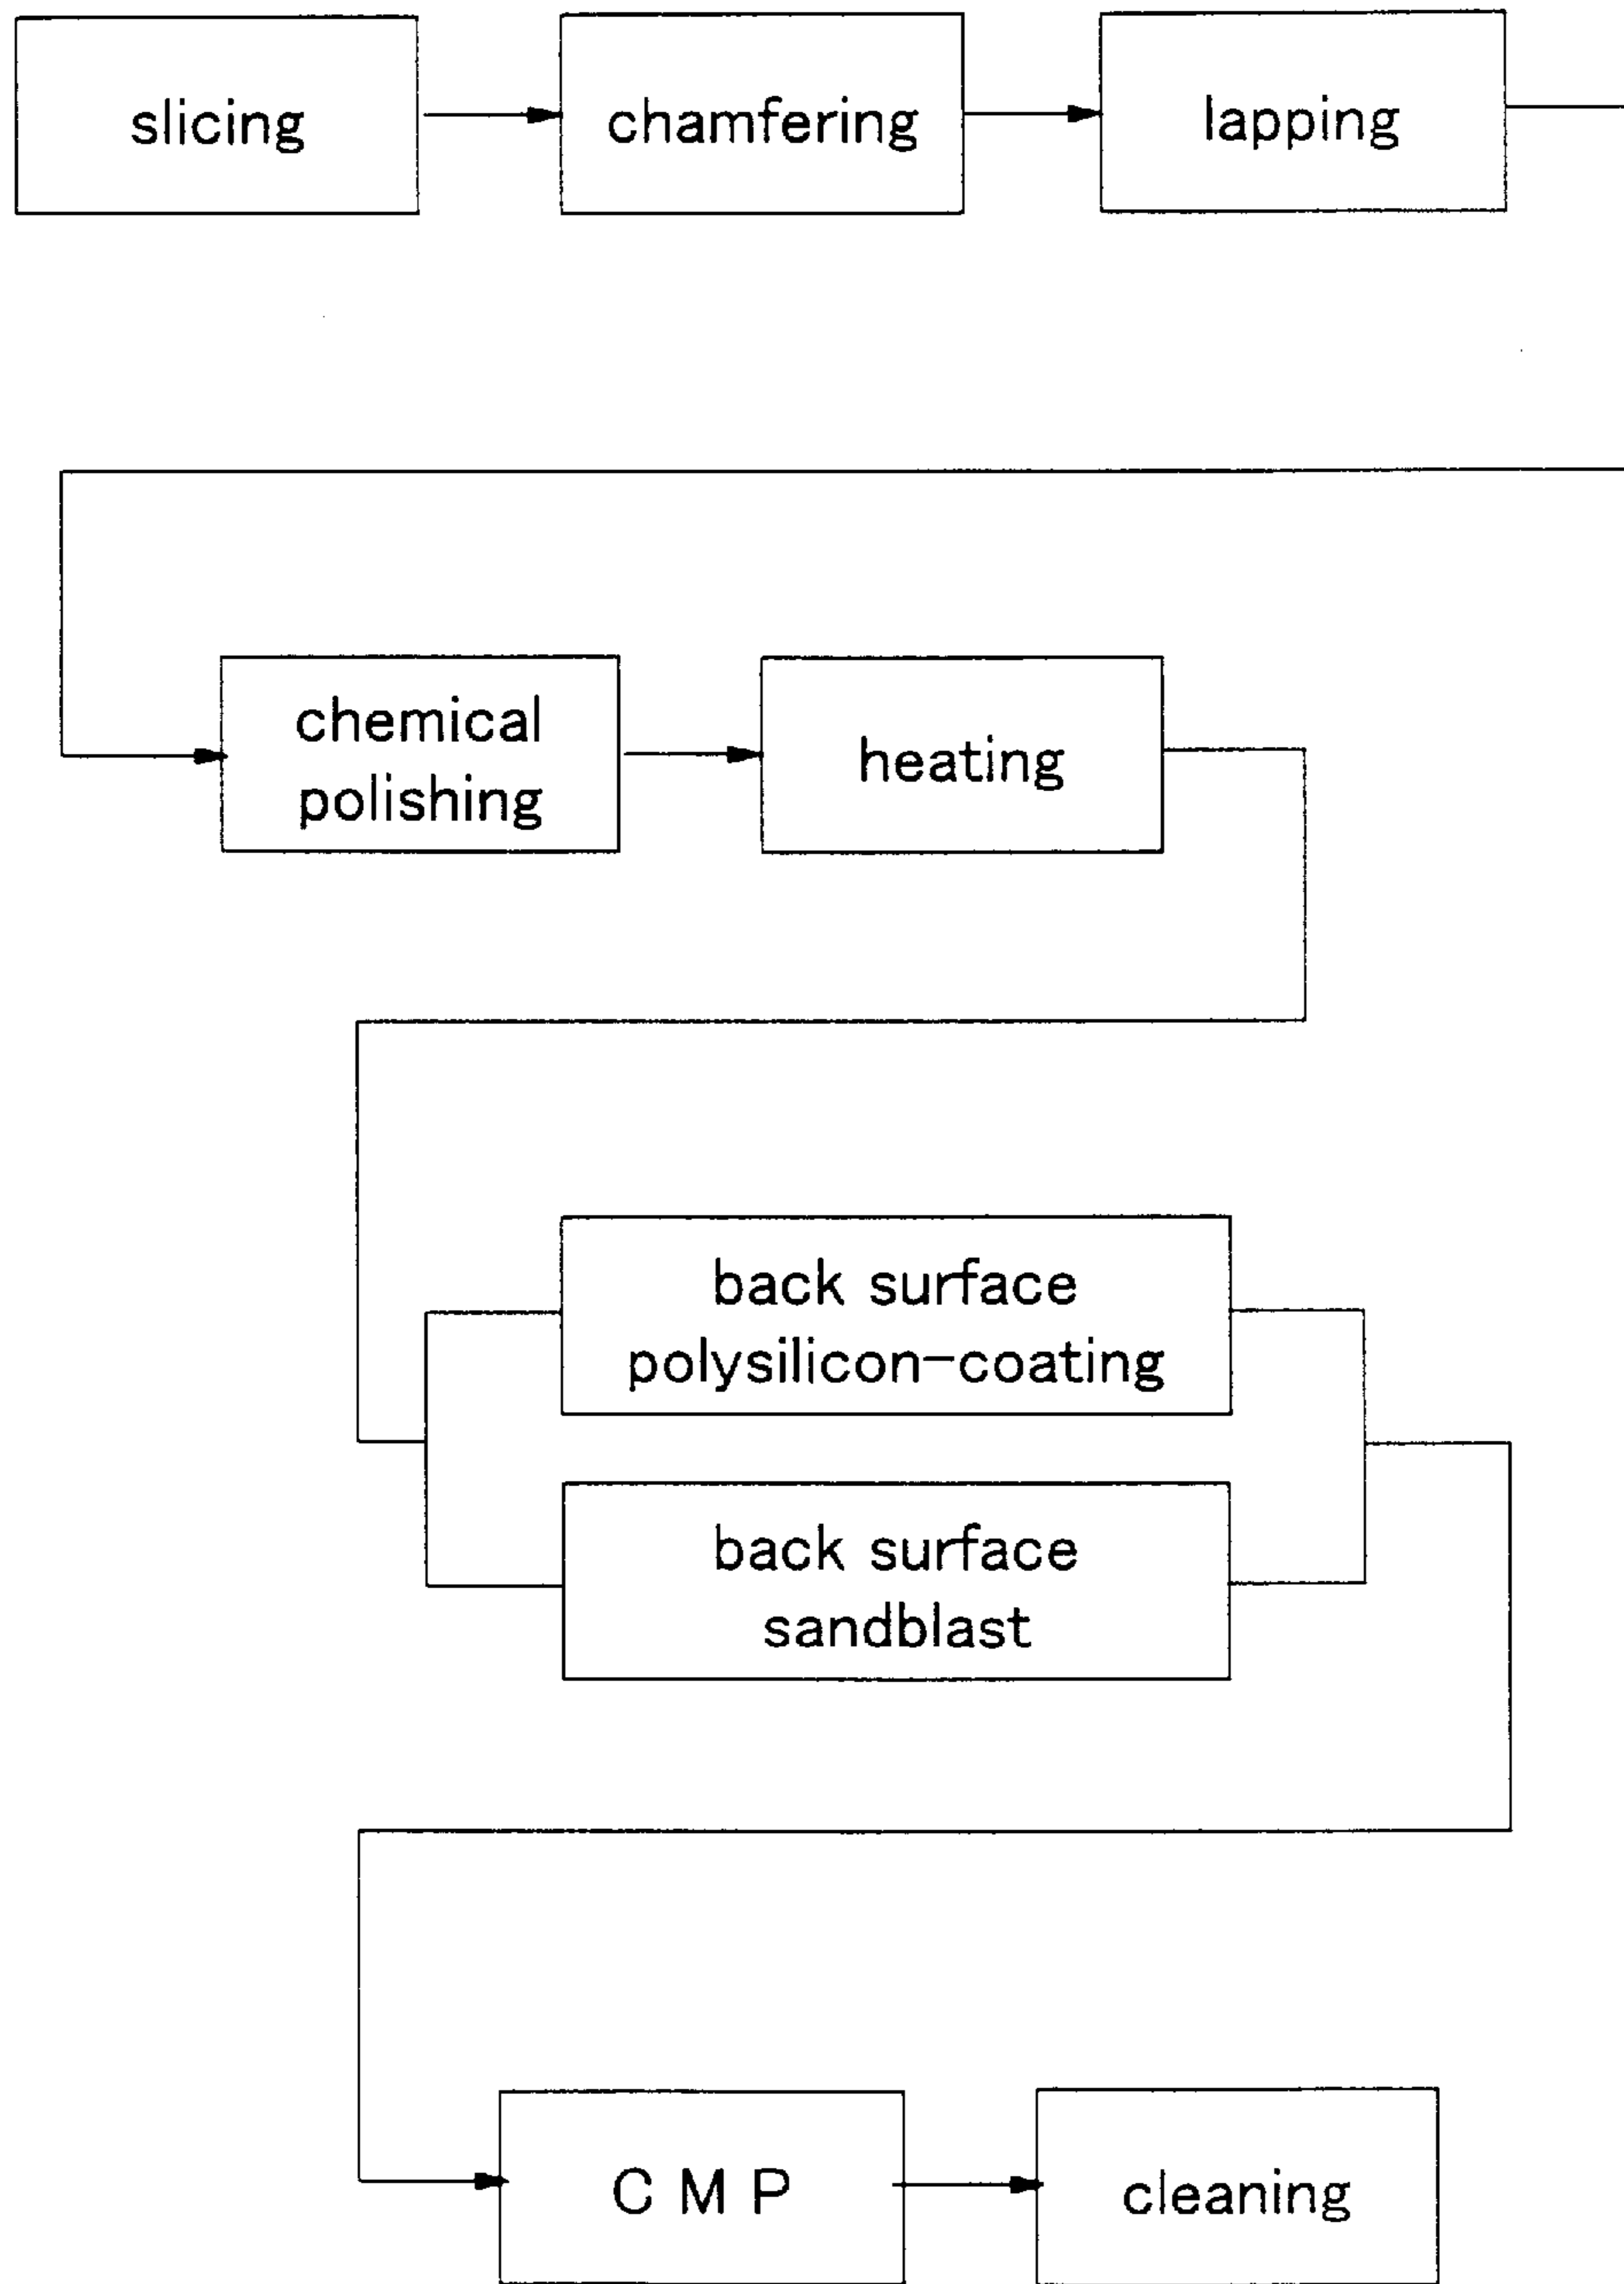 slicing
chamfering
lapping
chemical
polishing
heating
back surface
polysilicon-coating
back surface
sandblast
C M P
cleaning